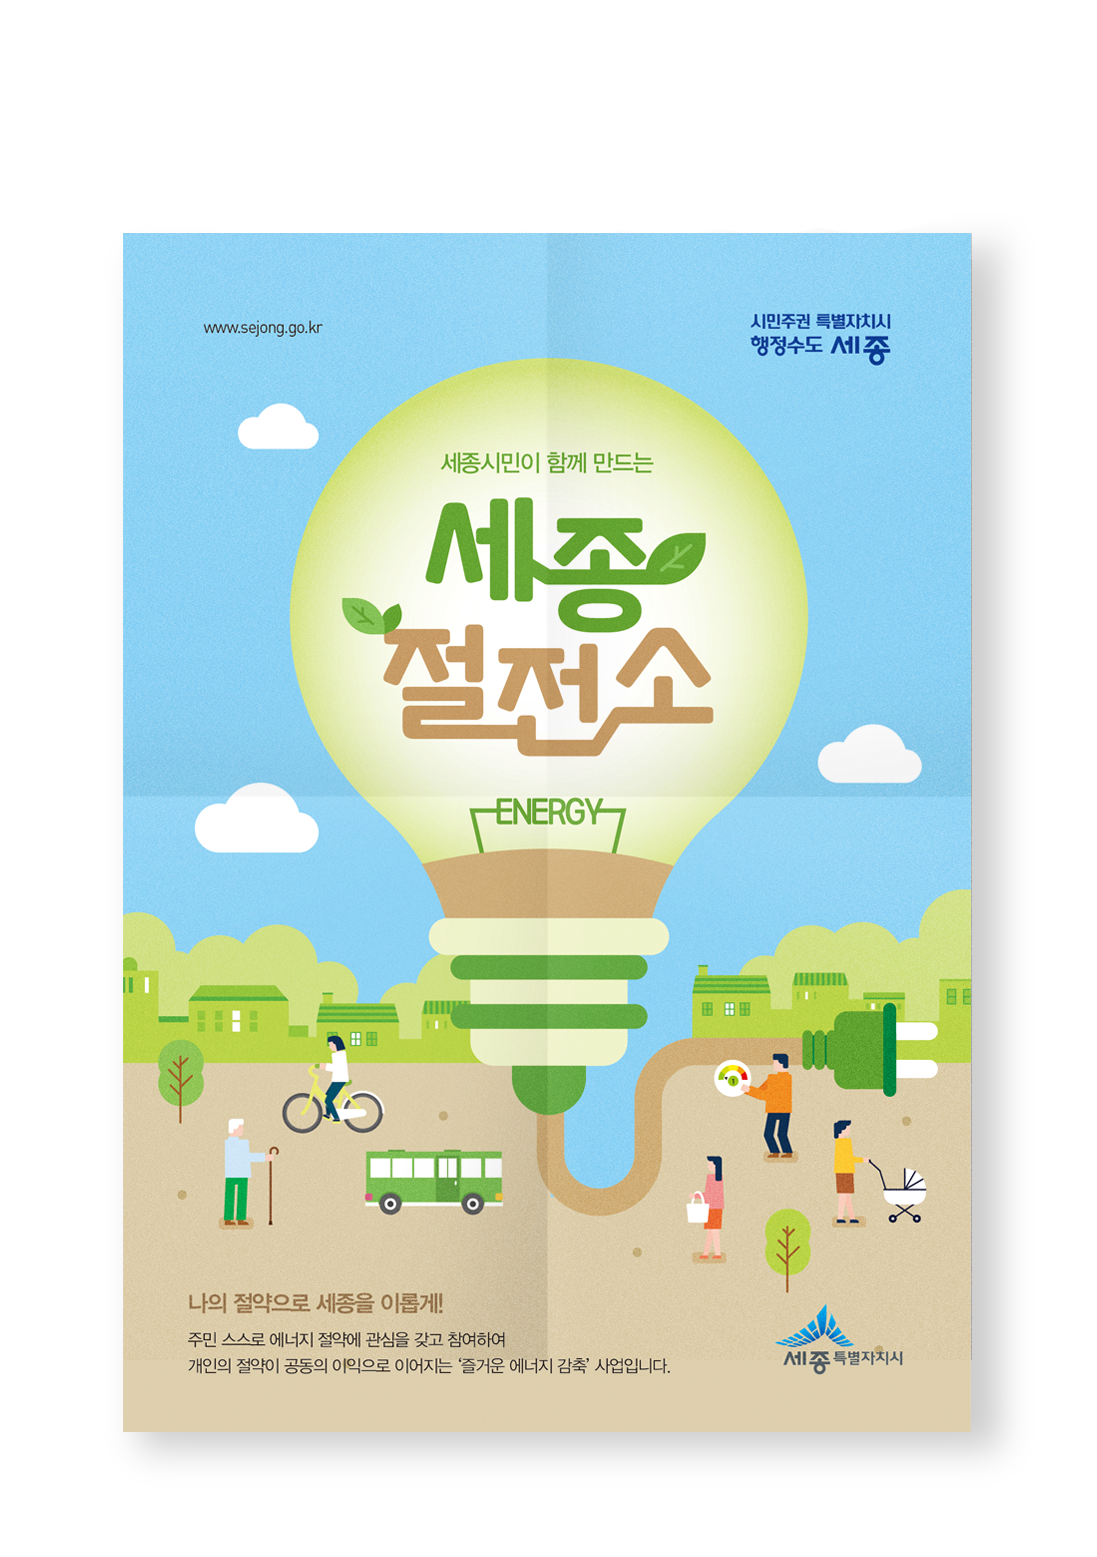 www.sejong.go.kr
시민주권 특별자치시
행정수도 세종
세종시민이 함께 만드는
세종
절전소
ENERGY
나의 절약으로 세종을 이롭게!
주민 스스로 에너지 절약에 관심을 갖고 참여하여
개인의 절약이 공동의 이익으로 이어지는 ‘즐거운 에너지 감축’ 사업입니다.
세종특별자치시